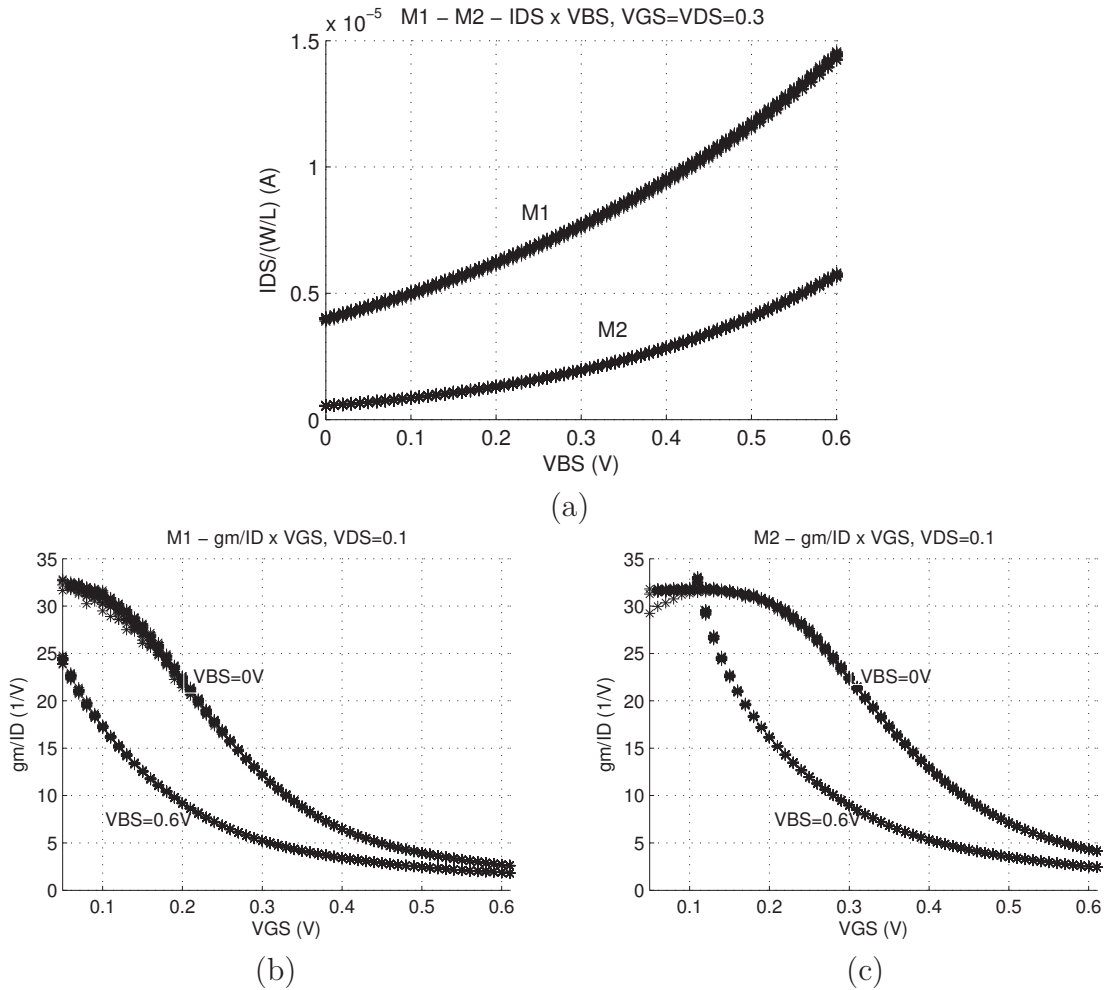 x 10−5 M1 − M2 − IDS x VBS, VGS=VDS=0.3
1.5
1
0.5
0
IDS/(W/L) (A)
M1
M2
0 0.1 0.2 0.3 0.4 0.5 0.6
VBS (V)
(a)
M1 − gm/ID x VGS, VDS=0.1
35
30
25
20
15
10
5
0
gm/ID (1/V)
VBS=0V
VBS=0.6V
0.1 0.2 0.3 0.4 0.5 0.6
VGS (V)
(b)
M2 − gm/ID x VGS, VDS=0.1
35
30
25
20
15
10
5
0
gm/ID (1/V)
VBS=0V
VBS=0.6V
0.1 0.2 0.3 0.4 0.5 0.6
VGS (V)
(c)